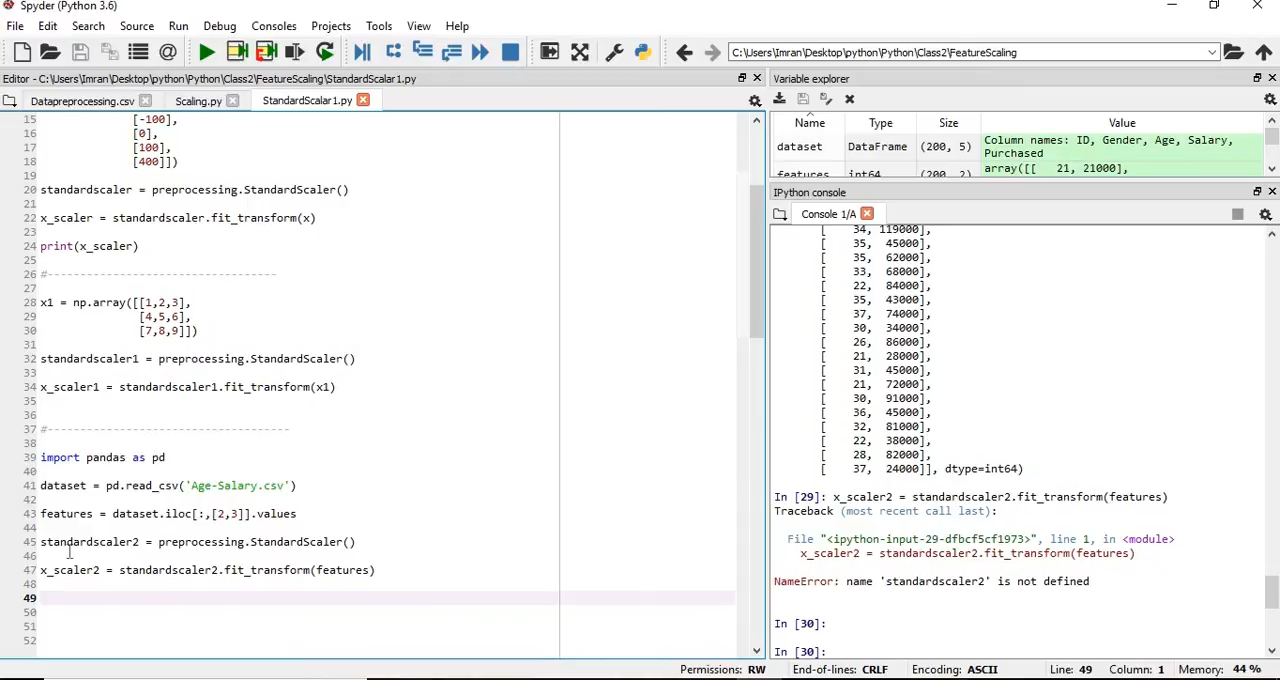 Spyder (Python 3.6)
File Edit Search Source Run Debug Consoles Projects Tools View Help
C:\Users\Imran\Desktop\python\Python\Class2\FeatureScaling
Editor - C:\Users\Imran\Desktop\python\Python\Class2\FeatureScaling\StandardScalar1.py
Datapreprocessing.csv Scaling.py StandardScalar1.py
15 [-100],
16 [0],
17 [100],
18 [400]])
19
20 standardscaler = preprocessing.StandardScaler()
21
22 x_scaler = standardscaler.fit_transform(x)
23
24 print(x_scaler)
25
26 #-----------------------------------
27
28 x1 = np.array([[1,2,3],
29 [4,5,6],
30 [7,8,9]])
31
32 standardscaler1 = preprocessing.StandardScaler()
33
34 x_scaler1 = standardscaler1.fit_transform(x1)
35
36
37 #-------------------------------------
38
39 import pandas as pd
40
41 dataset = pd.read_csv('Age-Salary.csv')
42
43 features = dataset.iloc[:,[2,3]].values
44
45 standardscaler2 = preprocessing.StandardScaler()
46
47 x_scaler2 = standardscaler2.fit_transform(features)
48
49
50
51
52
Variable explorer
Name Type Size Value
dataset DataFrame (200, 5) Column names: ID, Gender, Age, Salary,
Purchased
features int64 (200, 2) array([[ 21, 21000],
IPython console
Console 1/A
[ 34, 119000],
[ 35, 45000],
[ 35, 62000],
[ 33, 68000],
[ 22, 84000],
[ 35, 43000],
[ 37, 74000],
[ 30, 34000],
[ 26, 86000],
[ 21, 28000],
[ 31, 45000],
[ 21, 72000],
[ 30, 91000],
[ 36, 45000],
[ 32, 81000],
[ 22, 38000],
[ 28, 82000],
[ 37, 24000]], dtype=int64)
In [29]: x_scaler2 = standardscaler2.fit_transform(features)
Traceback (most recent call last):
File "<ipython-input-29-dfbcf5cf1973>", line 1, in <module>
x_scaler2 = standardscaler2.fit_transform(features)
NameError: name 'standardscaler2' is not defined
In [30]:
In [30]:
Permissions: RW End-of-lines: CRLF Encoding: ASCII Line: 49 Column: 1 Memory: 44 %